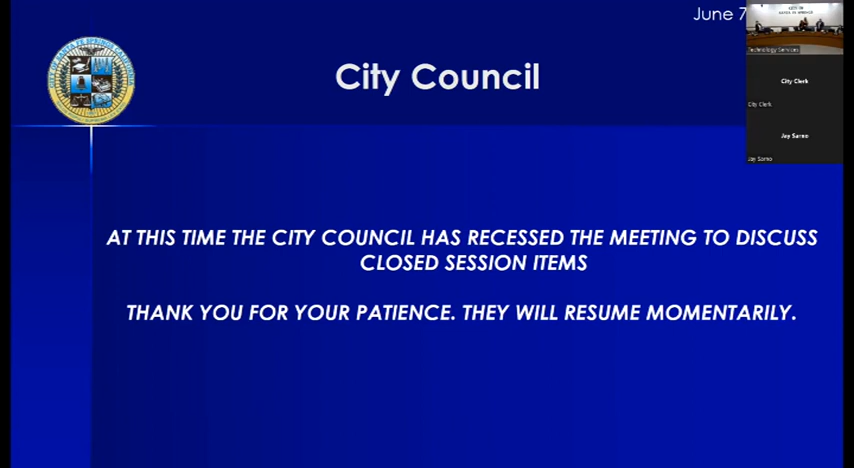 June 7
City Council
CITY OF
Technology Services
City Clerk
City Clerk
Jay Sarno
Jay Sarno
AT THIS TIME THE CITY COUNCIL HAS RECESSED THE MEETING TO DISCUSS
CLOSED SESSION ITEMS
THANK YOU FOR YOUR PATIENCE. THEY WILL RESUME MOMENTARILY.